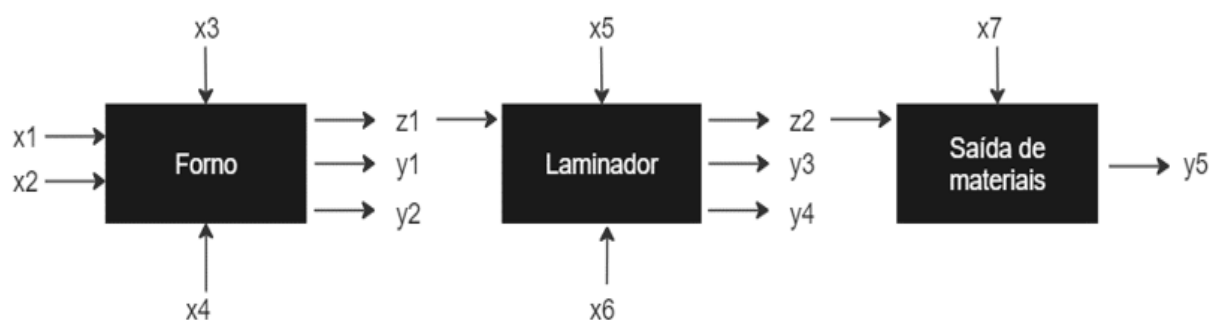 x3
x5
x7
x1
x2
Forno
z1
y1
y2
Laminador
z2
y3
y4
Saída de
materiais
y5
x4
x6